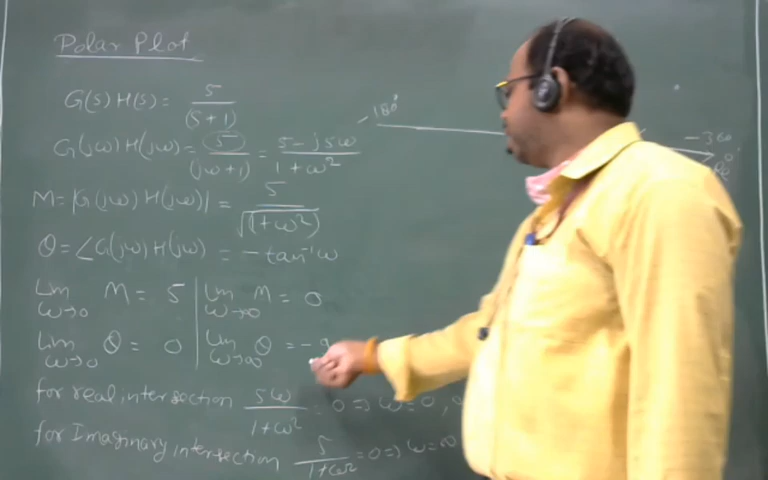 Polar Plot
G(s)H(s) = 5/(s+1)
G(jω)H(jω) = 5/(jω+1) = 5-j5ω/1+ω²
M = |G(jω)H(jω)| = 5/√(1+ω²)
θ = ∠G(jω)H(jω) = -tan⁻¹ω
Lim ω→0 M = 5 | Lim ω→∞ M = 0
Lim ω→0 θ = 0 | Lim ω→∞ θ = -9
for real intersection 5ω/1+ω² = 0 ⇒ ω = 0,
for Imaginary intersection 5/1+ω² = 0 ⇒ ω = ∞
-180°
-360
0°